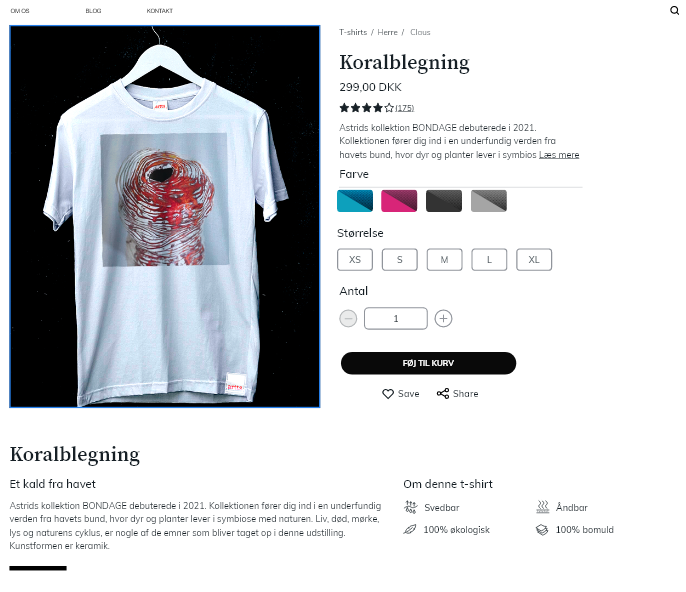 OM OS BLOG KONTAKT
T-shirts / Herre / Claus
Koralblegning
299,00 DKK
(175)
Astrids kollektion BONDAGE debuterede i 2021.
Kollektionen fører dig ind i en underfundig verden fra
havets bund, hvor dyr og planter lever i symbios Læs mere
Farve
Størrelse
XS S M L XL
Antal
1
FØJ TIL KURV
Save Share
Koralblegning
Et kald fra havet
Astrids kollektion BONDAGE debuterede i 2021. Kollektionen fører dig ind i en underfundig
verden fra havets bund, hvor dyr og planter lever i symbiose med naturen. Liv, død, mørke,
lys og naturens cyklus, er nogle af de emner som bliver taget op i denne udstilling.
Kunstformen er keramik.
Om denne t-shirt
Svedbar Åndbar
100% økologisk 100% bomuld